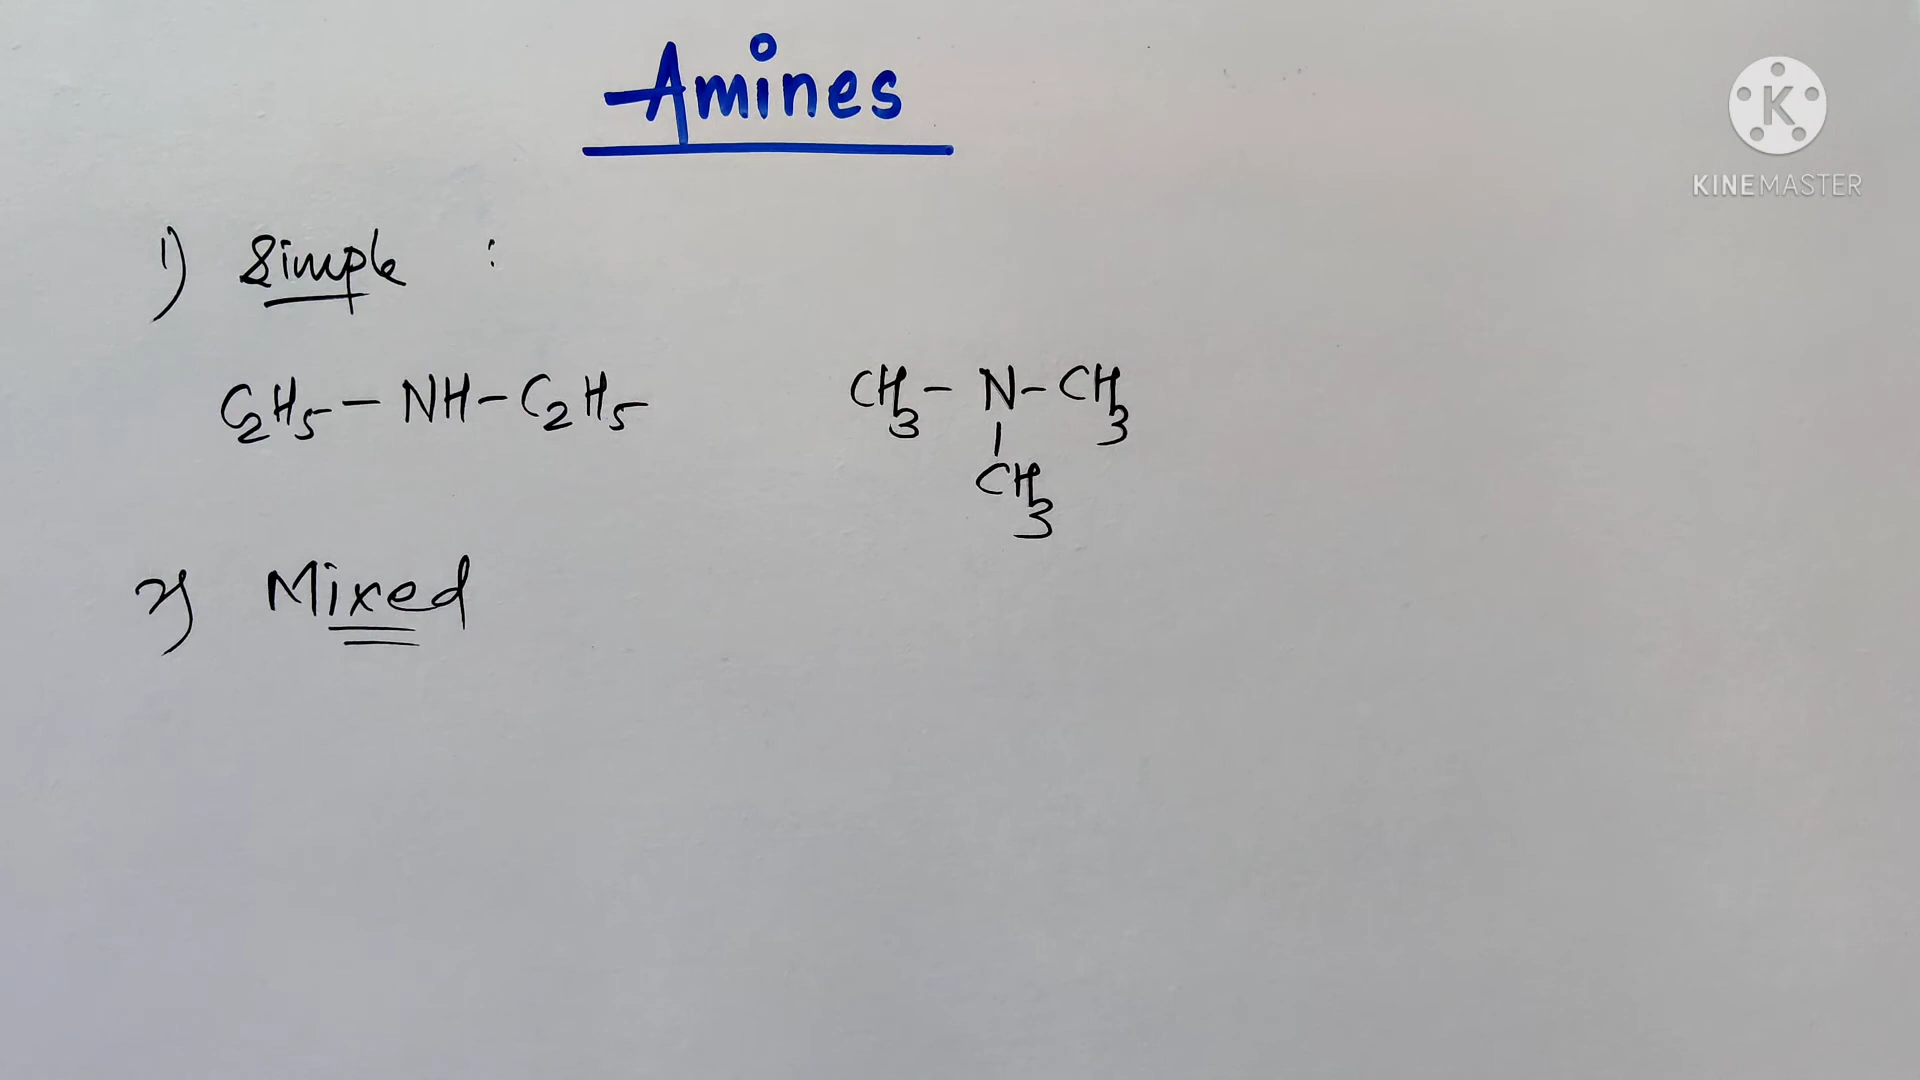 Amines
K
KINEMASTER
1) Simple :
C2H5 - NH - C2H5
CH3 - N - CH3
|
CH3
2) Mixed